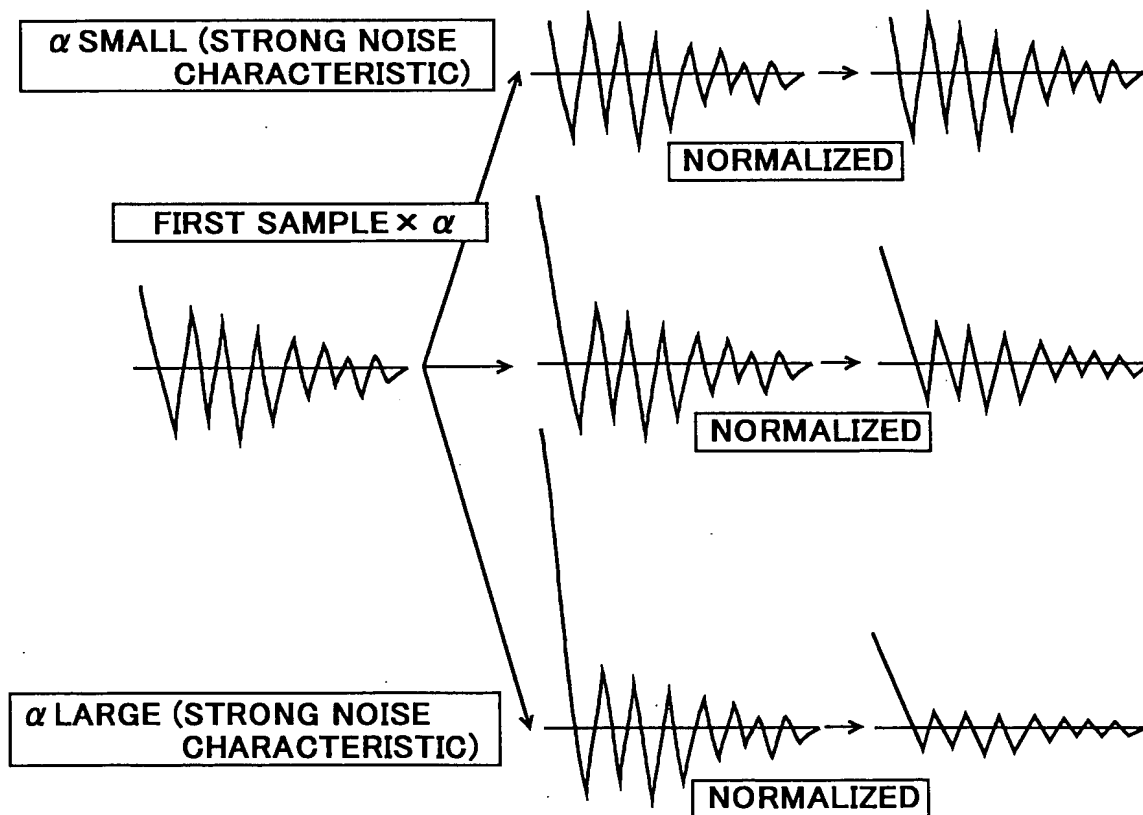 α SMALL (STRONG NOISE
CHARACTERISTIC)
NORMALIZED
FIRST SAMPLE × α
NORMALIZED
α LARGE (STRONG NOISE
CHARACTERISTIC)
NORMALIZED